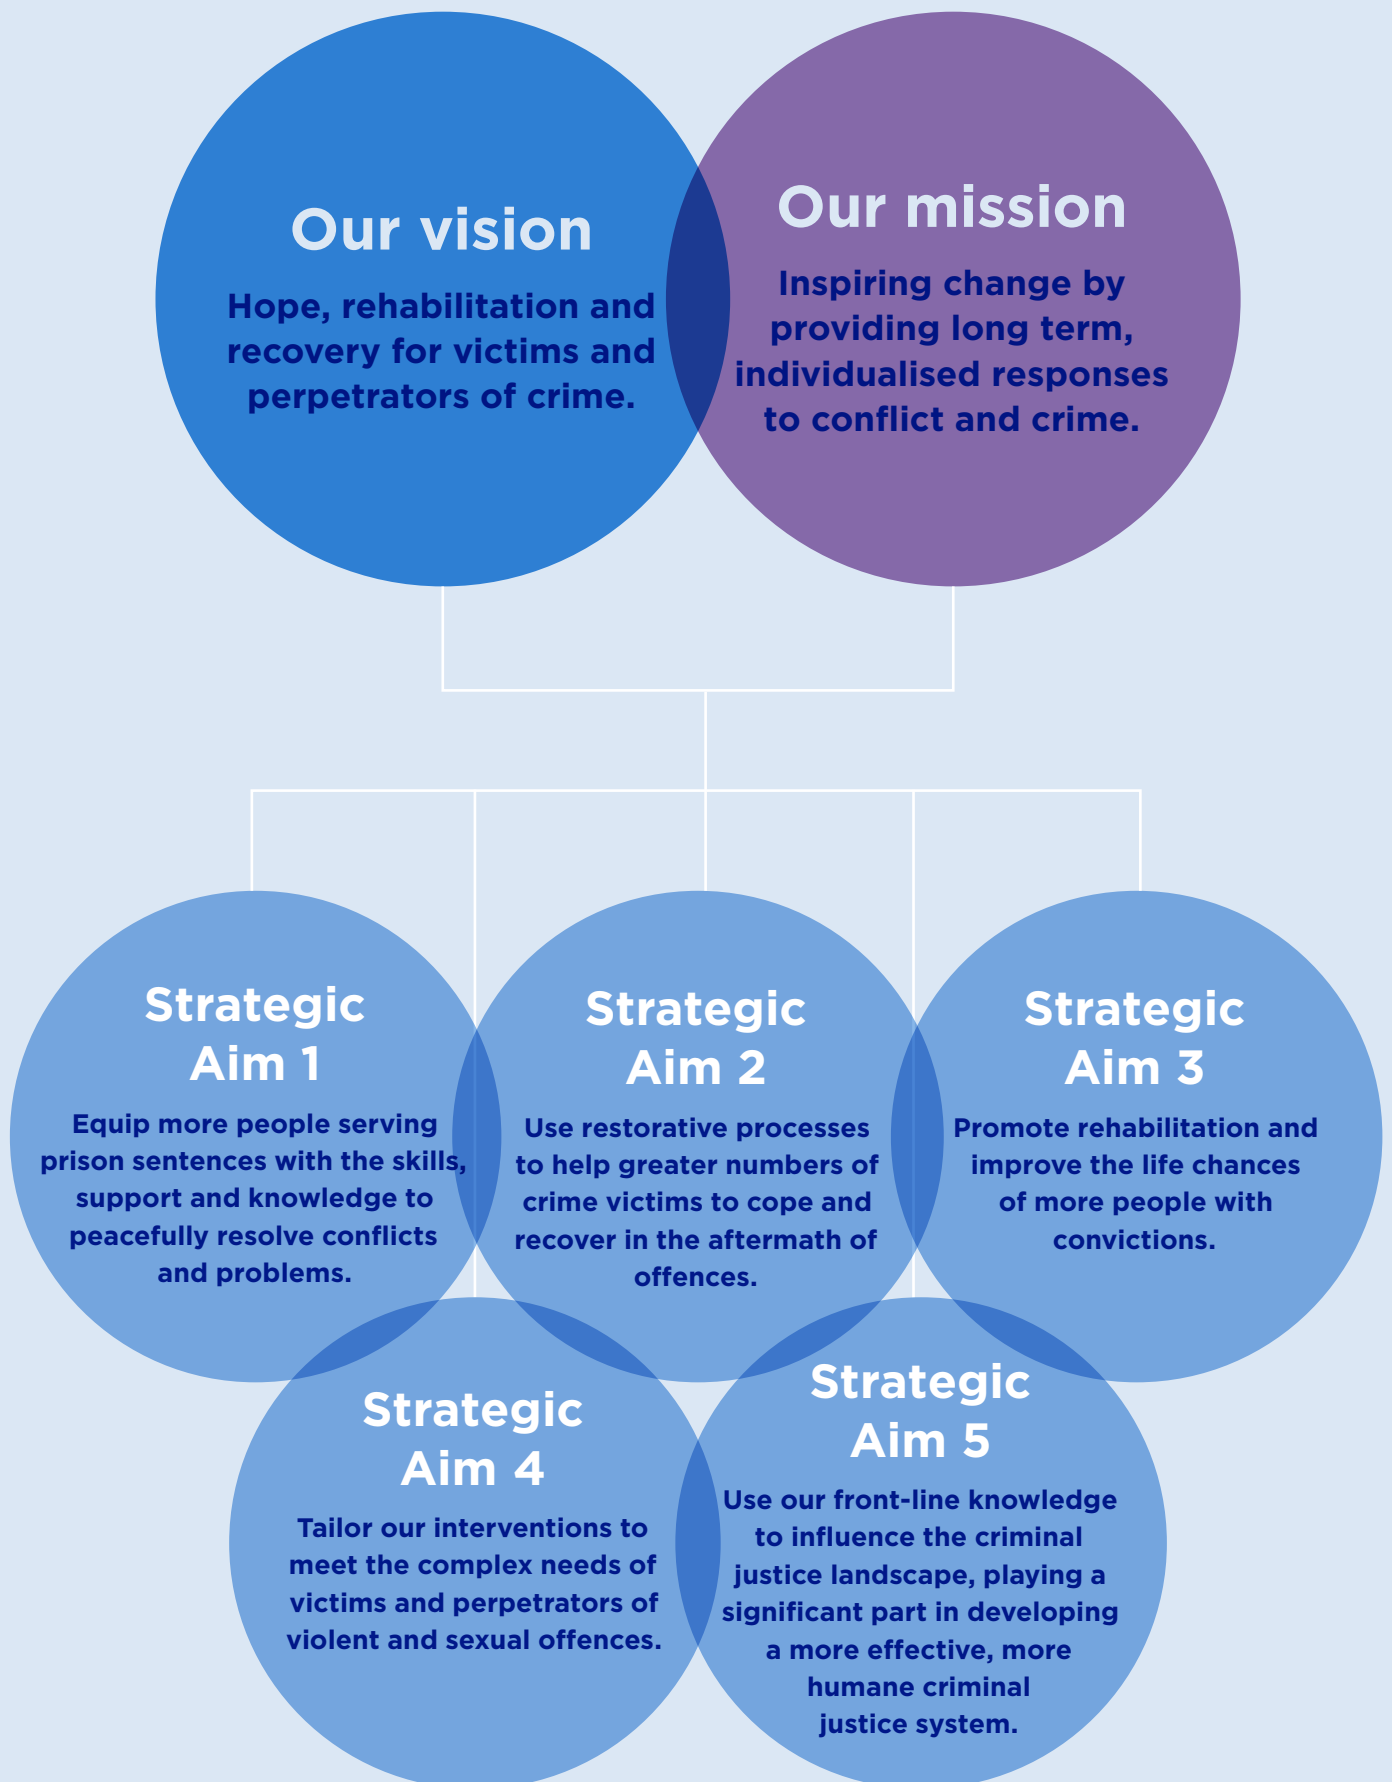 Our vision
Hope, rehabilitation and
recovery for victims and
perpetrators of crime.
Our mission
Inspiring change by
providing long term,
individualised responses
to conflict and crime.
Strategic
Aim 1
Equip more people serving
prison sentences with the skills,
support and knowledge to
peacefully resolve conflicts
and problems.
Strategic
Aim 2
Use restorative processes
to help greater numbers of
crime victims to cope and
recover in the aftermath of
offences.
Strategic
Aim 3
Promote rehabilitation and
improve the life chances
of more people with
convictions.
Strategic
Aim 4
Tailor our interventions to
meet the complex needs of
victims and perpetrators of
violent and sexual offences.
Strategic
Aim 5
Use our front-line knowledge
to influence the criminal
justice landscape, playing a
significant part in developing
a more effective, more
humane criminal
justice system.